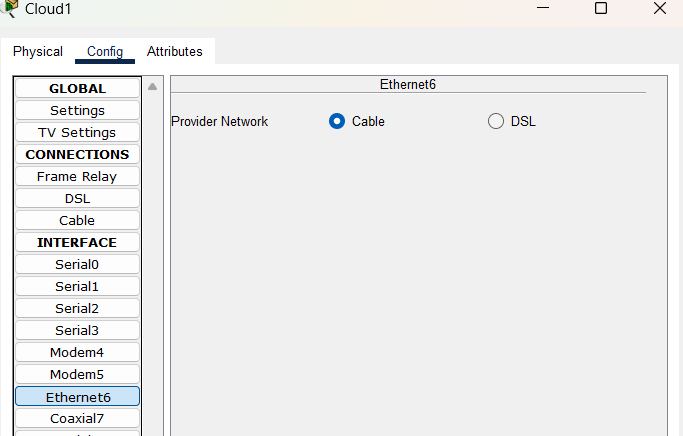 Cloud1
Physical Config Attributes
GLOBAL
Settings
TV Settings
CONNECTIONS
Frame Relay
DSL
Cable
INTERFACE
Serial0
Serial1
Serial2
Serial3
Modem4
Modem5
Ethernet6
Coaxial7
Ethernet6
Provider Network Cable DSL